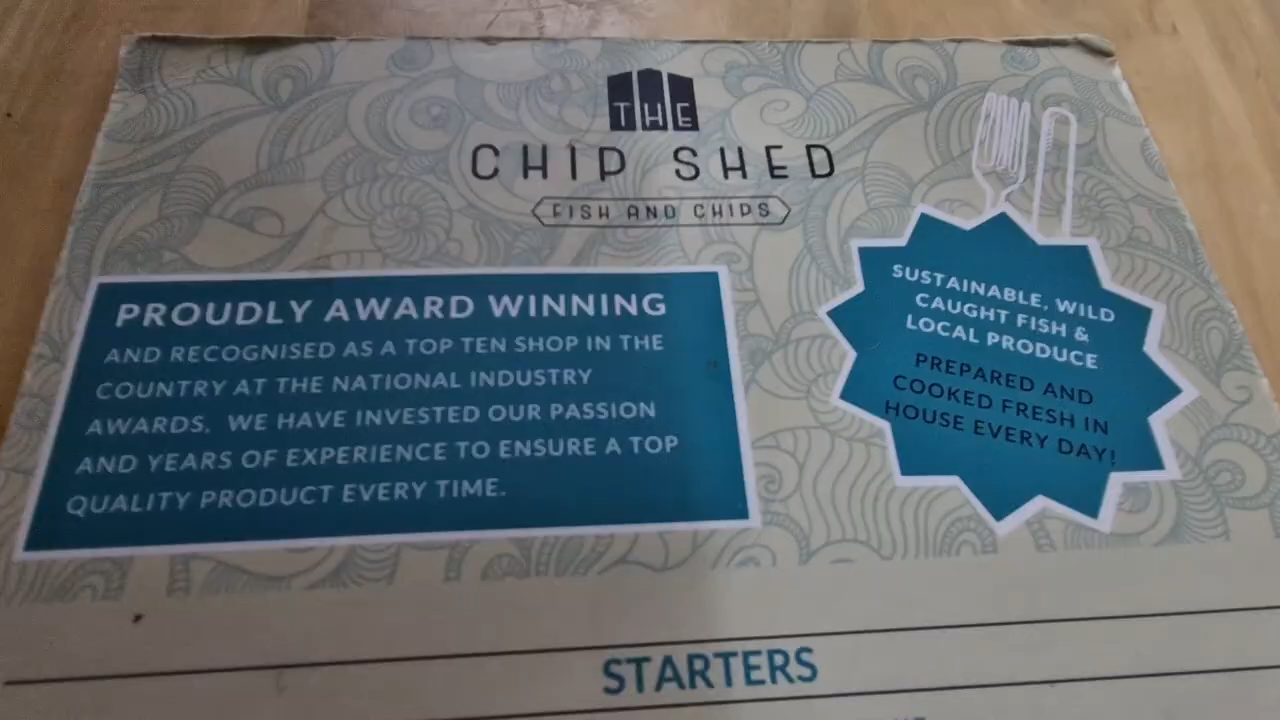 THE
CHIP SHED
FISH AND CHIPS
PROUDLY AWARD WINNING
AND RECOGNISED AS A TOP TEN SHOP IN THE
COUNTRY AT THE NATIONAL INDUSTRY
AWARDS. WE HAVE INVESTED OUR PASSION
AND YEARS OF EXPERIENCE TO ENSURE A TOP
QUALITY PRODUCT EVERY TIME.
SUSTAINABLE, WILD
CAUGHT FISH &
LOCAL PRODUCE
PREPARED AND
COOKED FRESH IN
HOUSE EVERY DAY!
STARTERS